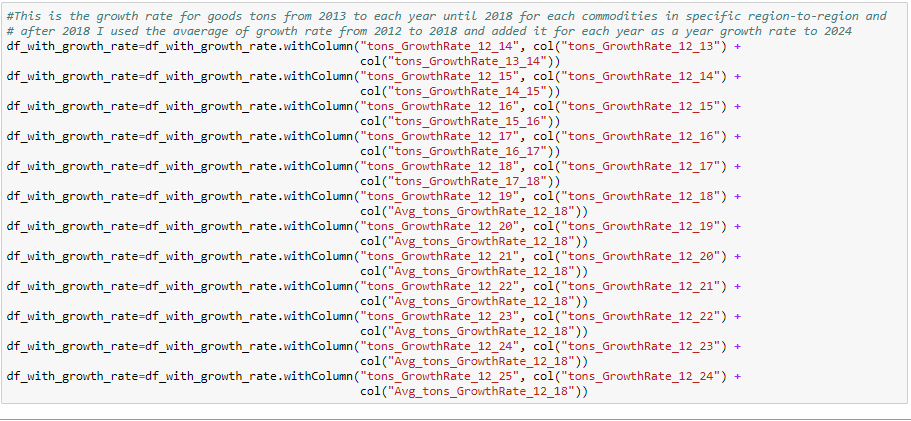 #This is the growth rate for goods tons from 2013 to each year until 2018 for each commodities in specific region-to-region and
# after 2018 I used the avaerage of growth rate from 2012 to 2018 and added it for each year as a year growth rate to 2024
df_with_growth_rate=df_with_growth_rate.withColumn("tons_GrowthRate_12_14", col("tons_GrowthRate_12_13") +
col("tons_GrowthRate_13_14"))
df_with_growth_rate=df_with_growth_rate.withColumn("tons_GrowthRate_12_15", col("tons_GrowthRate_12_14") +
col("tons_GrowthRate_14_15"))
df_with_growth_rate=df_with_growth_rate.withColumn("tons_GrowthRate_12_16", col("tons_GrowthRate_12_15") +
col("tons_GrowthRate_15_16"))
df_with_growth_rate=df_with_growth_rate.withColumn("tons_GrowthRate_12_17", col("tons_GrowthRate_12_16") +
col("tons_GrowthRate_16_17"))
df_with_growth_rate=df_with_growth_rate.withColumn("tons_GrowthRate_12_18", col("tons_GrowthRate_12_17") +
col("tons_GrowthRate_17_18"))
df_with_growth_rate=df_with_growth_rate.withColumn("tons_GrowthRate_12_19", col("tons_GrowthRate_12_18") +
col("Avg_tons_GrowthRate_12_18"))
df_with_growth_rate=df_with_growth_rate.withColumn("tons_GrowthRate_12_20", col("tons_GrowthRate_12_19") +
col("Avg_tons_GrowthRate_12_18"))
df_with_growth_rate=df_with_growth_rate.withColumn("tons_GrowthRate_12_21", col("tons_GrowthRate_12_20") +
col("Avg_tons_GrowthRate_12_18"))
df_with_growth_rate=df_with_growth_rate.withColumn("tons_GrowthRate_12_22", col("tons_GrowthRate_12_21") +
col("Avg_tons_GrowthRate_12_18"))
df_with_growth_rate=df_with_growth_rate.withColumn("tons_GrowthRate_12_23", col("tons_GrowthRate_12_22") +
col("Avg_tons_GrowthRate_12_18"))
df_with_growth_rate=df_with_growth_rate.withColumn("tons_GrowthRate_12_24", col("tons_GrowthRate_12_23") +
col("Avg_tons_GrowthRate_12_18"))
df_with_growth_rate=df_with_growth_rate.withColumn("tons_GrowthRate_12_25", col("tons_GrowthRate_12_24") +
col("Avg_tons_GrowthRate_12_18"))